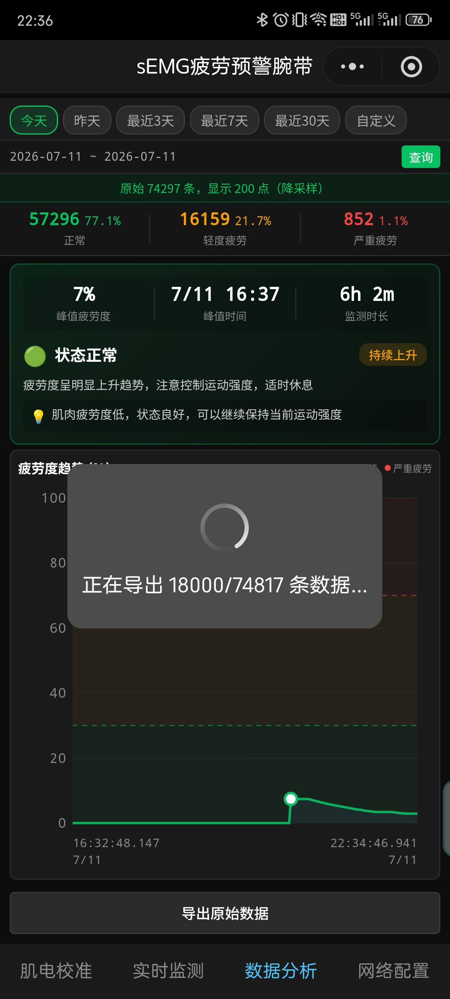 22:36
HD1
HD2
5G
5G
76
sEMG疲劳预警腕带
今天
昨天
最近3天
最近7天
最近30天
自定义
2026-07-11 ~ 2026-07-11
查询
原始 74297 条，显示 200 点（降采样）
57296 77.1%
正常
16159 21.7%
轻度疲劳
852 1.1%
严重疲劳
7%
峰值疲劳度
7/11 16:37
峰值时间
6h 2m
监测时长
状态正常
持续上升
疲劳度呈明显上升趋势，注意控制运动强度，适时休息
肌肉疲劳度低，状态良好，可以继续保持当前运动强度
疲劳度趋势 (%)
严重疲劳
100
80
60
40
20
0
正在导出 18000/74817 条数据...
16:32:48.147
7/11
22:34:46.941
7/11
导出原始数据
肌电校准
实时监测
数据分析
网络配置